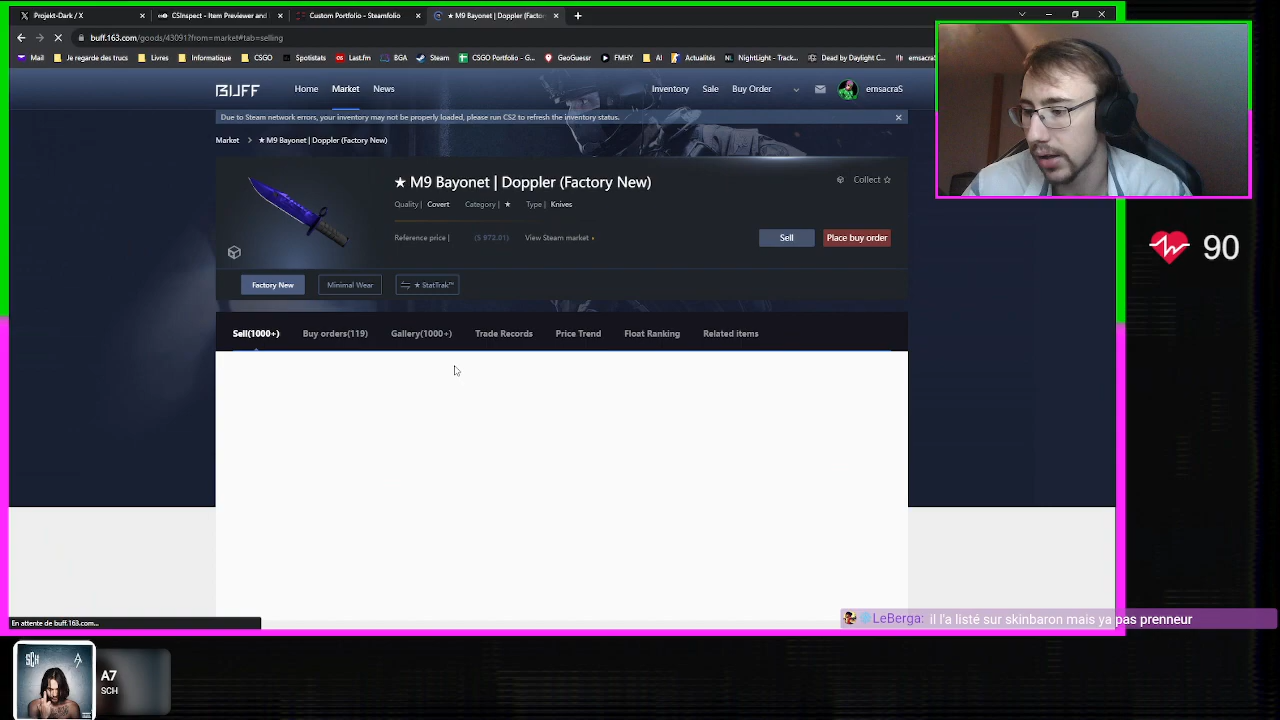 Projekt-Dark / X
CSInspect - Item Previewer and
Custom Portfolio - Steamfolio
★ M9 Bayonet | Doppler (Factor
buff.163.com/goods/43091?from=market#tab=selling
Mail
Je regarde des trucs
Livres
Informatique
CSGO
Spotistats
Last.fm
BGA
Steam
CSGO Portfolio - G...
GeoGuessr
FMHY
AI
Actualités
NightLight - Track...
Dead by Daylight C...
emsacraS
BUFF
Home
Market
News
Inventory
Sale
Buy Order
emsacraS
Due to Steam network errors, your inventory may not be properly loaded, please run CS2 to refresh the inventory status.
Market > ★ M9 Bayonet | Doppler (Factory New)
★ M9 Bayonet | Doppler (Factory New)
Collect
Quality | Covert
Category | ★
Type | Knives
Reference price |
($ 972.01)
View Steam market
Sell
Place buy order
Factory New
Minimal Wear
★ StatTrak™
Sell(1000+)
Buy orders(119)
Gallery(1000+)
Trade Records
Price Trend
Float Ranking
Related items
90
En attente de buff.163.com...
LeBerga: il l'a listé sur skinbaron mais ya pas prenneur
SCH
A7
SCH